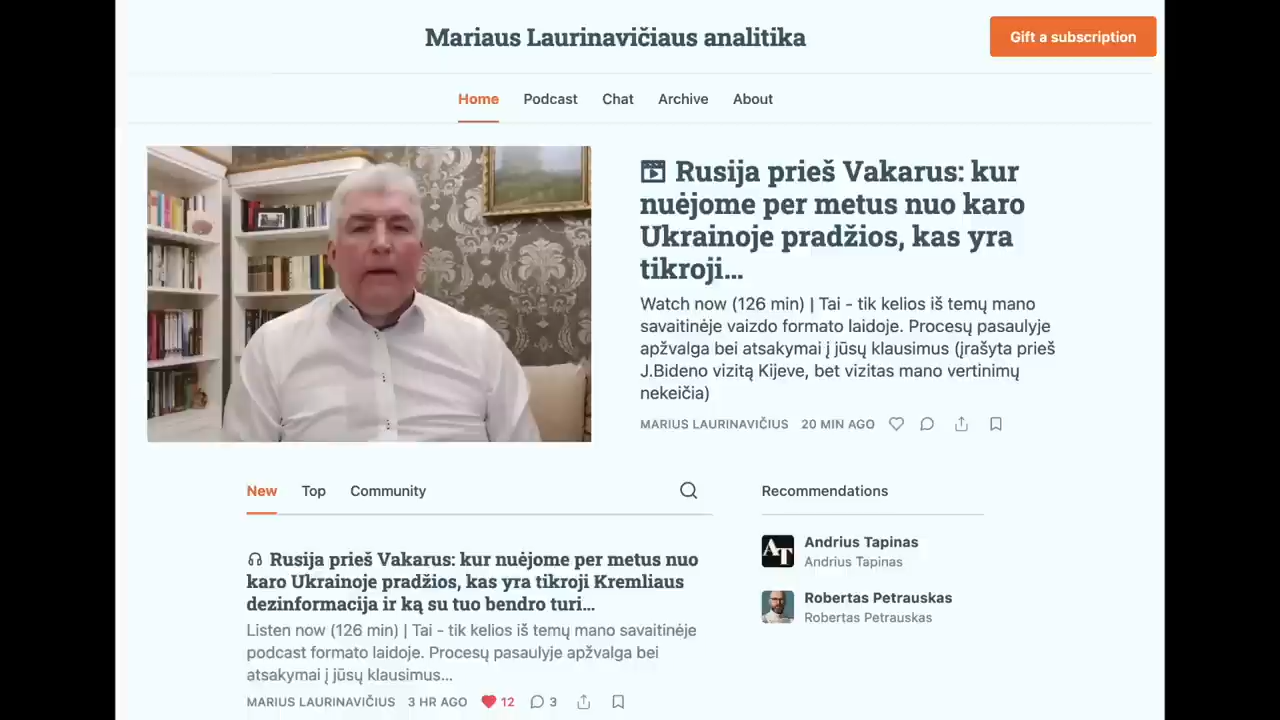 Mariaus Laurinavičiaus analitika
Gift a subscription
Home
Podcast
Chat
Archive
About
Rusija prieš Vakarus: kur
nuėjome per metus nuo karo
Ukrainoje pradžios, kas yra
tikroji...
Watch now (126 min) | Tai - tik kelios iš temų mano
savaitinėje vaizdo formato laidoje. Procesų pasaulyje
apžvalga bei atsakymai į jūsų klausimus (įrašyta prieš
J.Bideno vizitą Kijeve, bet vizitas mano vertinimų
nekeičia)
MARIUS LAURINAVIČIUS 20 MIN AGO
New
Top
Community
Rusija prieš Vakarus: kur nuėjome per metus nuo
karo Ukrainoje pradžios, kas yra tikroji Kremliaus
dezinformacija ir ką su tuo bendro turi...
Listen now (126 min) | Tai - tik kelios iš temų mano savaitinėje
podcast formato laidoje. Procesų pasaulyje apžvalga bei
atsakymai į jūsų klausimus...
MARIUS LAURINAVIČIUS 3 HR AGO 12 3
Recommendations
AT
Andrius Tapinas
Andrius Tapinas
Robertas Petrauskas
Robertas Petrauskas